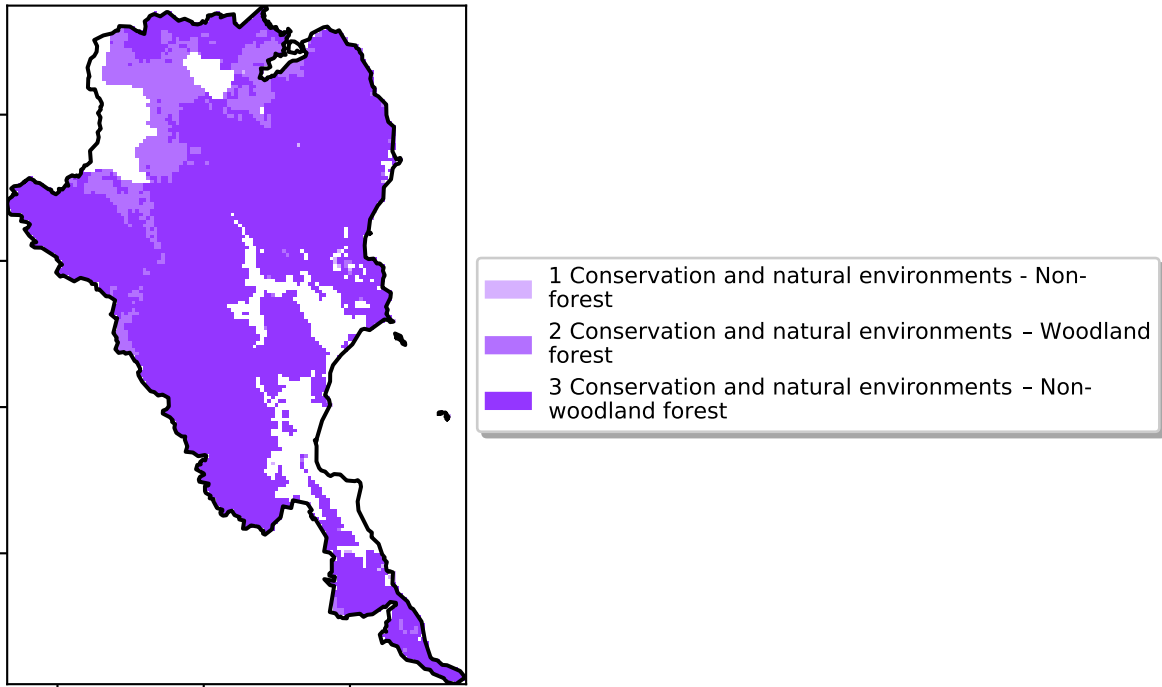 1 Conservation and natural environments - Non-
forest
2 Conservation and natural environments – Woodland
forest
3 Conservation and natural environments – Non-
woodland forest